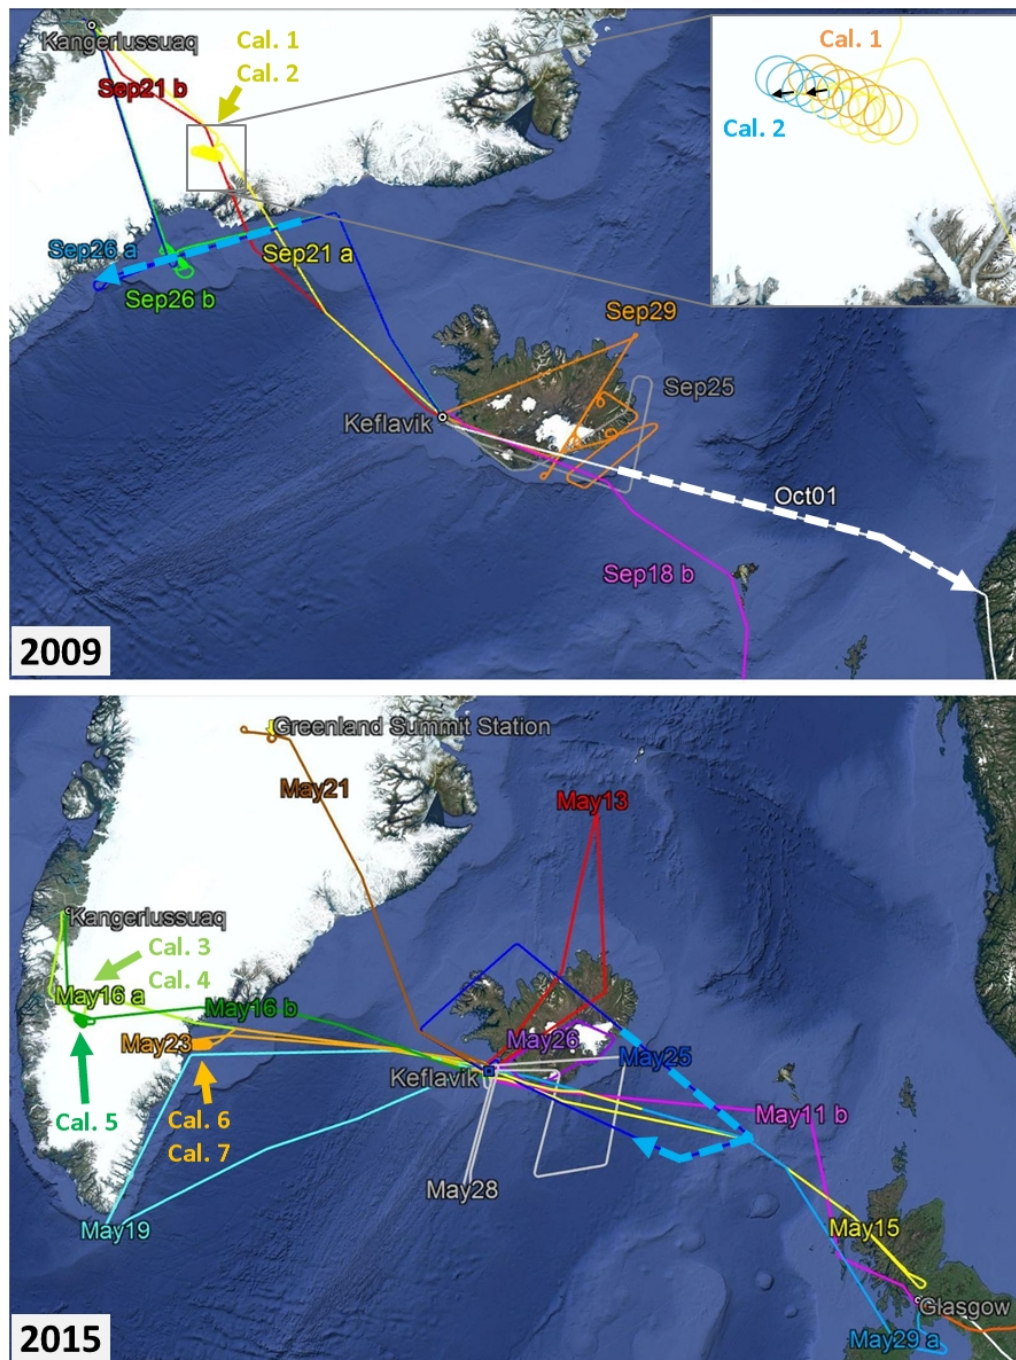 Kangerlussuaq
Cal. 1
Cal. 2
Sep21 b
Cal. 1
Cal. 2
Sep26 a
Sep21 a
Sep26 b
Sep29
Sep25
Keflavik
Oct01
Sep18 b
2009
Greenland Summit Station
May21
May13
Kangerlussuaq
Cal. 3
Cal. 4
May16 a
May16 b
May23
May26
May25
Keflavik
Cal. 5
Cal. 6
Cal. 7
May11 b
May28
May19
May15
Glasgow
May29 a
2015